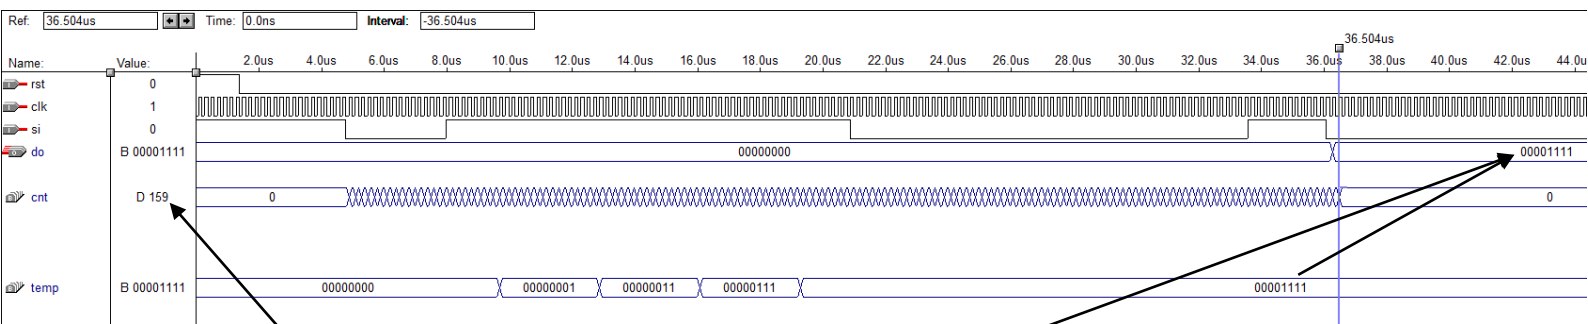 Ref: 36.504us Time: 0.0ns Interval: -36.504us
36.504us
Name: Value: 2.0us 4.0us 6.0us 8.0us 10.0us 12.0us 14.0us 16.0us 18.0us 20.0us 22.0us 24.0us 26.0us 28.0us 30.0us 32.0us 34.0us 36.0us 38.0us 40.0us 42.0us 44.0u
rst 0
clk 1
si 0
do B 00001111 00000000 00001111
cnt D 159 0 0
temp B 00001111 00000000 00000001 00000011 00000111 00001111